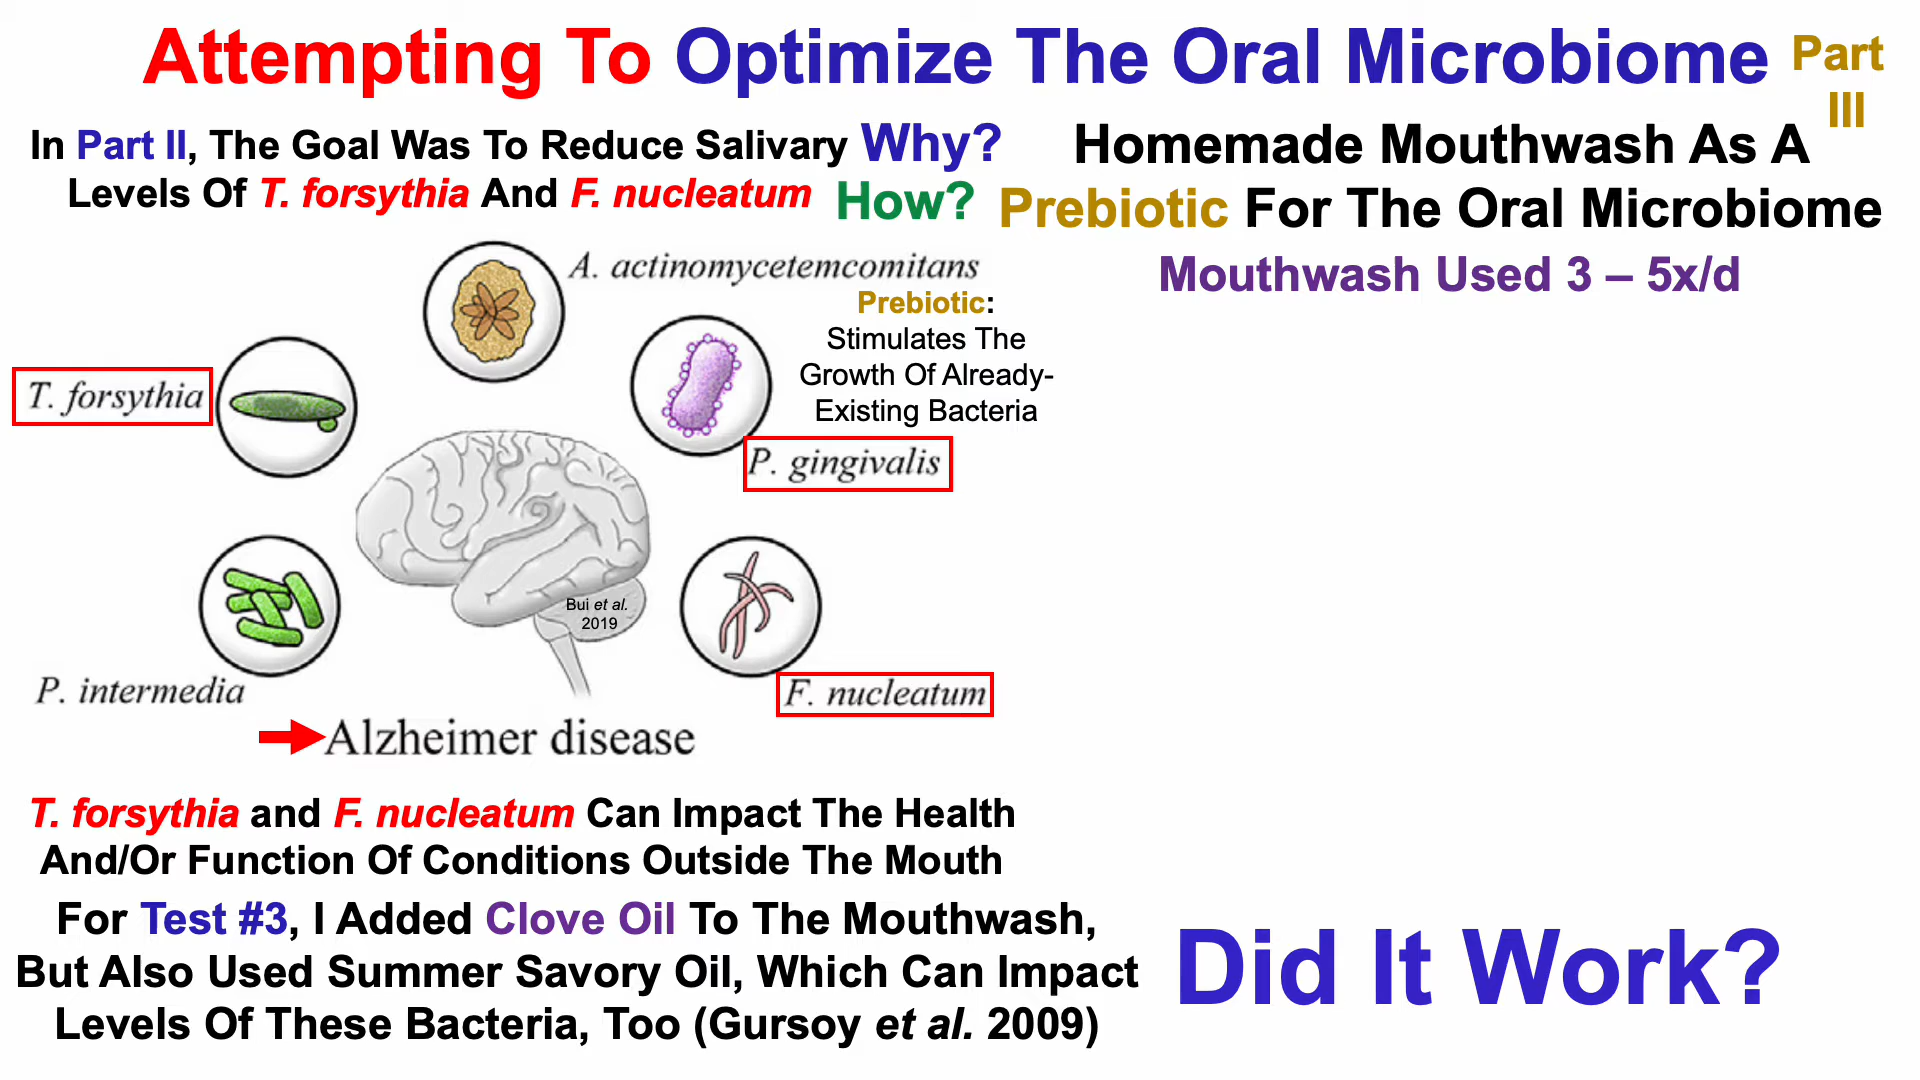 Attempting To Optimize The Oral Microbiome Part
III
In Part II, The Goal Was To Reduce Salivary Why?
Levels Of T. forsythia And F. nucleatum How?
Homemade Mouthwash As A
Prebiotic For The Oral Microbiome
Mouthwash Used 3 – 5x/d
A. actinomycetemcomitans
Prebiotic:
Stimulates The
Growth Of Already-
Existing Bacteria
T. forsythia
P. gingivalis
Bui et al.
2019
P. intermedia
F. nucleatum
Alzheimer disease
T. forsythia and F. nucleatum Can Impact The Health
And/Or Function Of Conditions Outside The Mouth
For Test #3, I Added Clove Oil To The Mouthwash,
But Also Used Summer Savory Oil, Which Can Impact
Levels Of These Bacteria, Too (Gursoy et al. 2009)
Did It Work?